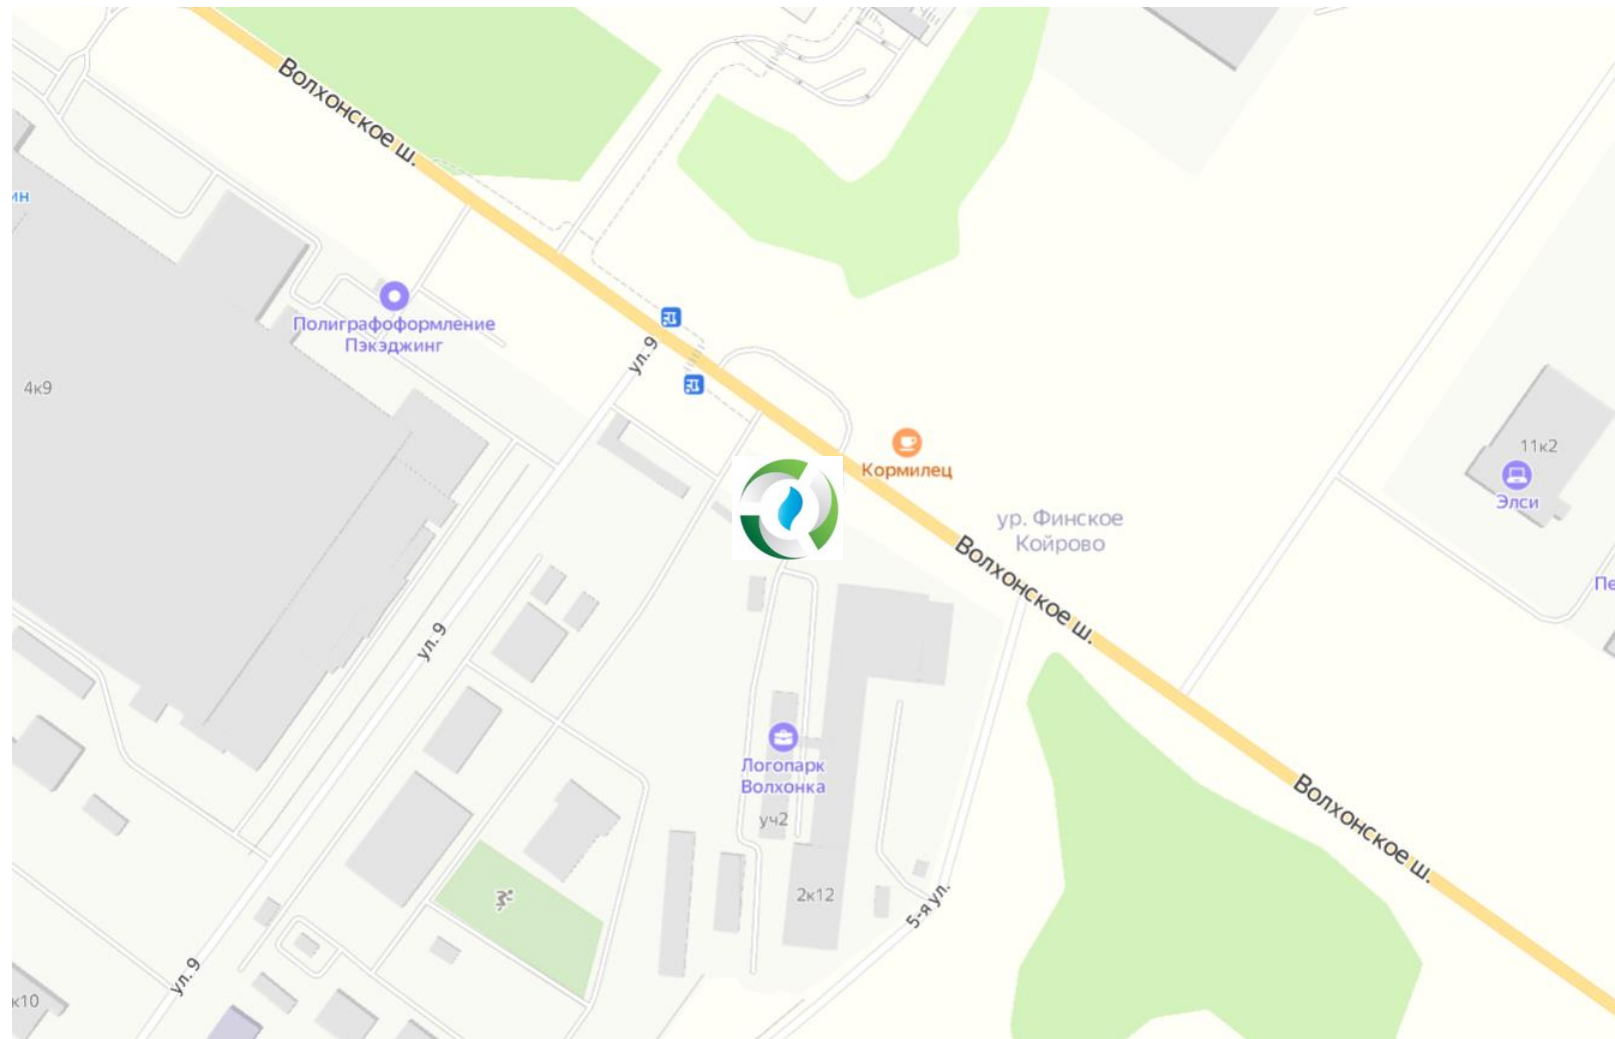 Волхонское ш.
ин
Полиграфоформление
Пэкэджинг
ул. 9
4к9
Кормилец
11к2
Элси
ур. Финское
Койрово
Волхонское ш.
Пе
ул. 9
Логопарк
Волхонка
уч2
Волхонское ш.
2к12
5-я ул.
ул. 9
к10